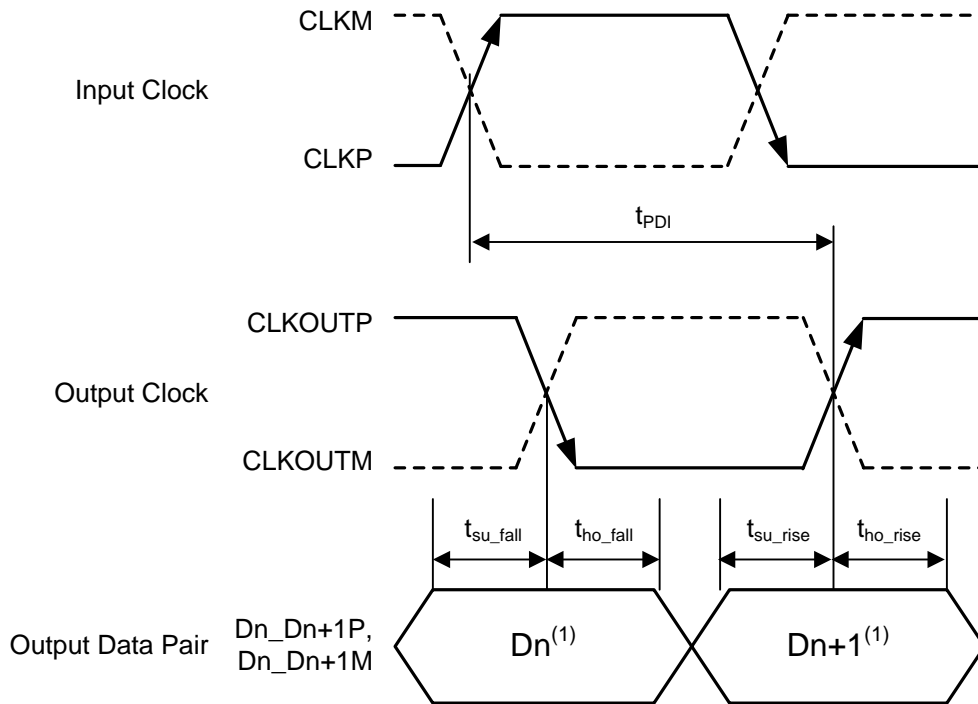 CLKM
Input Clock
CLKP
tPDI
CLKOUTP
Output Clock
CLKOUTM
tsu_fall
tho_fall
tsu_rise
tho_rise
Output Data Pair
Dn_Dn+1P,
Dn_Dn+1M
Dn(1)
Dn+1(1)